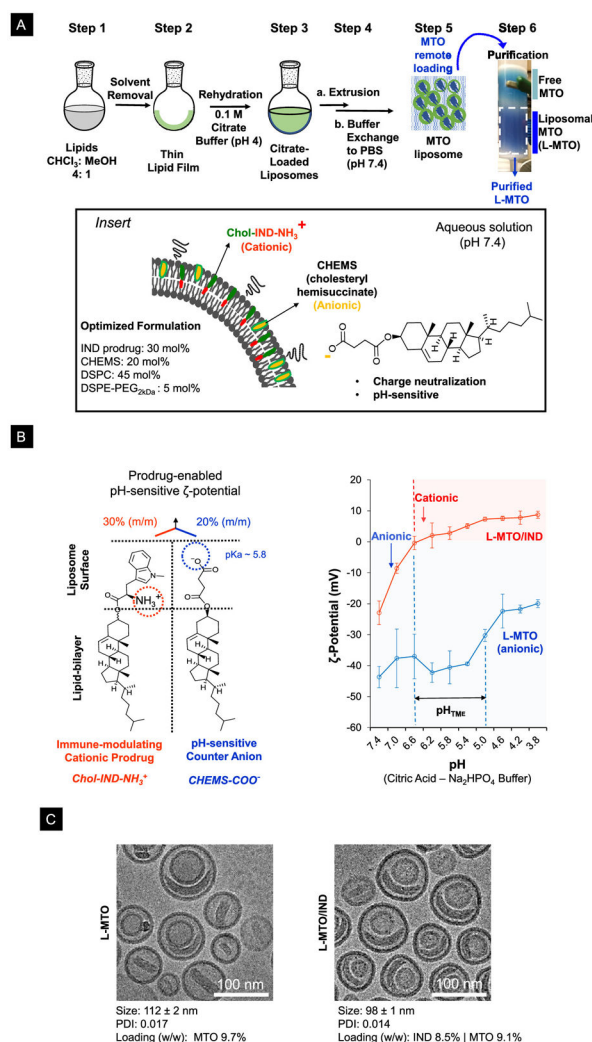 A
Step 1 Step 2 Step 3 Step 4 Step 5 Step 6
MTO
remote
loading
Purification
Solvent
Removal
Rehydration
0.1 M
Citrate
Buffer (pH 4)
a. Extrusion
b. Buffer
Exchange
to PBS
(pH 7.4)
Free
MTO
Liposomal
MTO
(L-MTO)
Lipids
CHCl3: MeOH
4: 1
Thin
Lipid Film
Citrate-
Loaded
Liposomes
MTO
liposome
Purified
L-MTO
Insert
Chol-IND-NH3+
(Cationic)
Aqueous solution
(pH 7.4)
CHEMS
(cholesteryl
hemisuccinate)
(Anionic)
Optimized Formulation
IND prodrug: 30 mol%
CHEMS: 20 mol%
DSPC: 45 mol%
DSPE-PEG2kDa : 5 mol%
O
O
O
O
H
H
H
H
• Charge neutralization
• pH-sensitive
B
Prodrug-enabled
pH-sensitive ζ-potential
30% (m/m) 20% (m/m)
Liposome
Surface
Lipid-bilayer
pKa ~ 5.8
N
O
NH3+
O
-O
O
O
O
H
H
H
H
H
H
Immune-modulating
Cationic Prodrug
Chol-IND-NH3+
pH-sensitive
Counter Anion
CHEMS-COO-
ζ-Potential (mV)
20
10
0
-10
-20
-30
-40
-50
-60
Cationic
Anionic
L-MTO/IND
L-MTO
(anionic)
pHTME
7.4 7.0 6.6 6.2 5.8 5.4 5.0 4.6 4.2 3.8
pH
(Citric Acid – Na2HPO4 Buffer)
C
L-MTO
100 nm
Size: 112 ± 2 nm
PDI: 0.017
Loading (w/w): MTO 9.7%
L-MTO/IND
100 nm
Size: 98 ± 1 nm
PDI: 0.014
Loading (w/w): IND 8.5% | MTO 9.1%